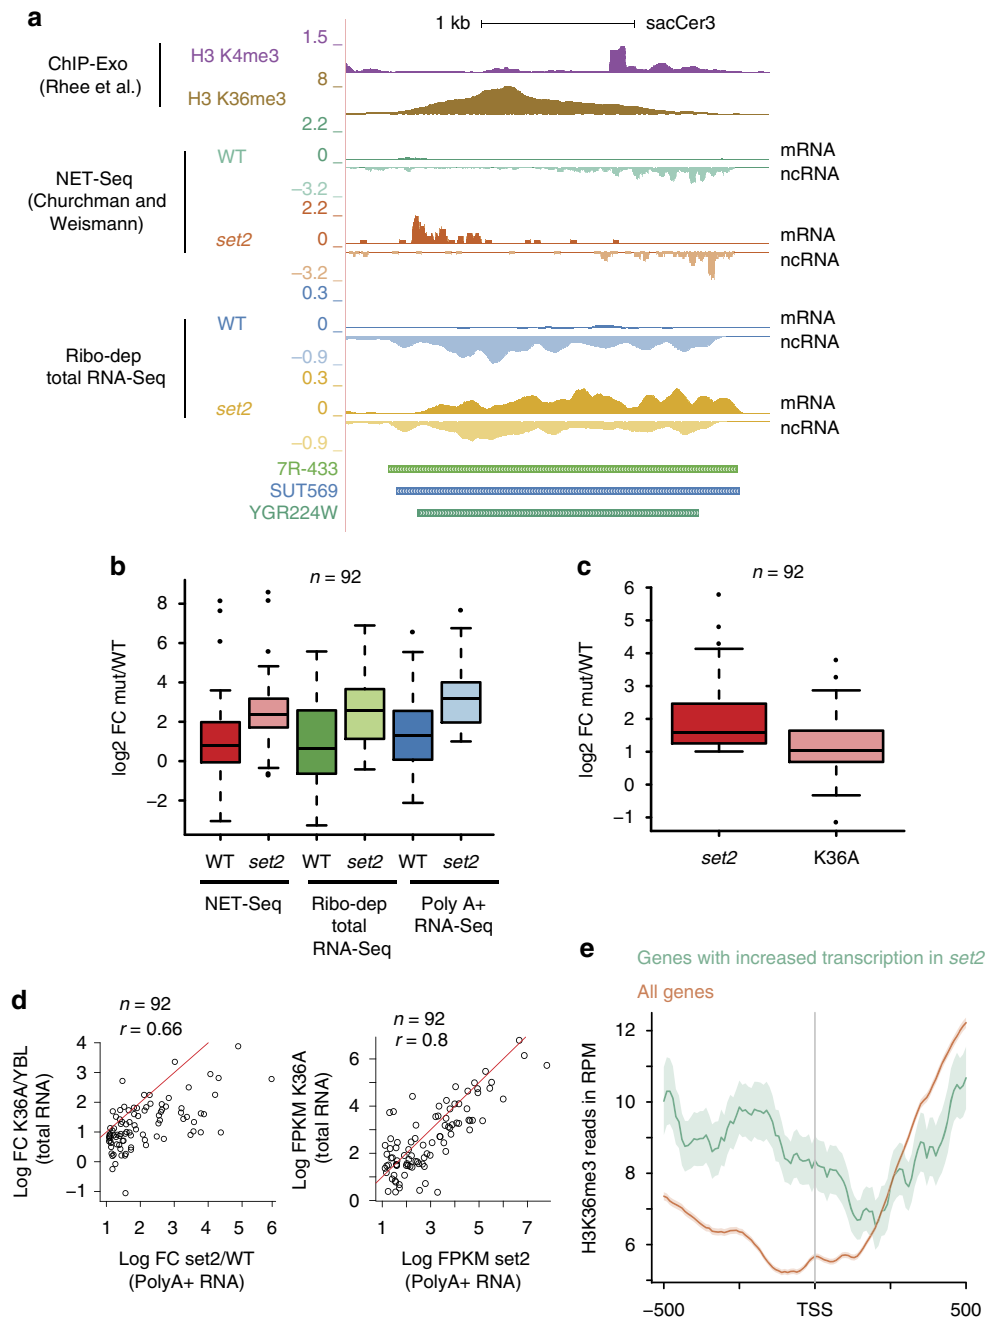 a
1 kb
sacCer3
ChIP-Exo
(Rhee et al.)
H3 K4me3
1.5
H3 K36me3
8
NET-Seq
(Churchman and
Weismann)
WT
2.2
0
–3.2
mRNA
ncRNA
set2
2.2
0
–3.2
mRNA
ncRNA
Ribo-dep
total RNA-Seq
WT
0.3
0
–0.9
mRNA
ncRNA
set2
0.3
0
–0.9
mRNA
ncRNA
7R-433
SUT569
YGR224W
b
n = 92
log2 FC mut/WT
8
6
4
2
0
–2
WT
set2
WT
set2
WT
set2
NET-Seq
Ribo-dep
total
RNA-Seq
Poly A+
RNA-Seq
c
n = 92
log2 FC mut/WT
6
5
4
3
2
1
0
–1
set2
K36A
d
n = 92
r = 0.66
Log FC K36A/YBL
(total RNA)
4
3
2
1
0
–1
1 2 3 4 5 6
Log FC set2/WT
(PolyA+ RNA)
n = 92
r = 0.8
Log FPKM K36A
(total RNA)
6
4
2
0
1 3 5 7
Log FPKM set2
(PolyA+ RNA)
e
Genes with increased transcription in set2
All genes
H3K36me3 reads in RPM
12
10
8
6
–500
TSS
500